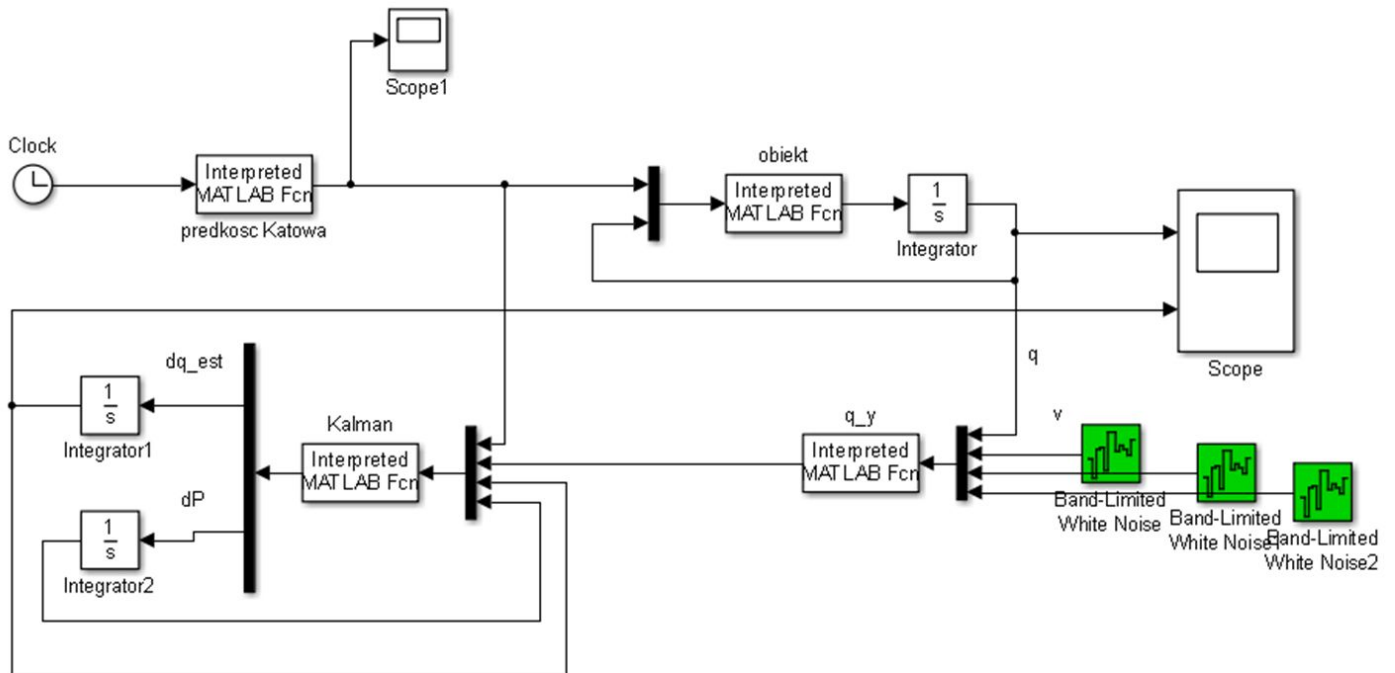 Scope1
Clock
Interpreted
MATLAB Fcn
predkosc Katowa
obiekt
Interpreted
MATLAB Fcn
1
s
Integrator
Scope
q
dq_est
1
s
Integrator1
Kalman
Interpreted
MATLAB Fcn
q_y
Interpreted
MATLAB Fcn
v
Band-Limited
White Noise
Band-Limited
White Noise1
Band-Limited
White Noise2
dP
1
s
Integrator2